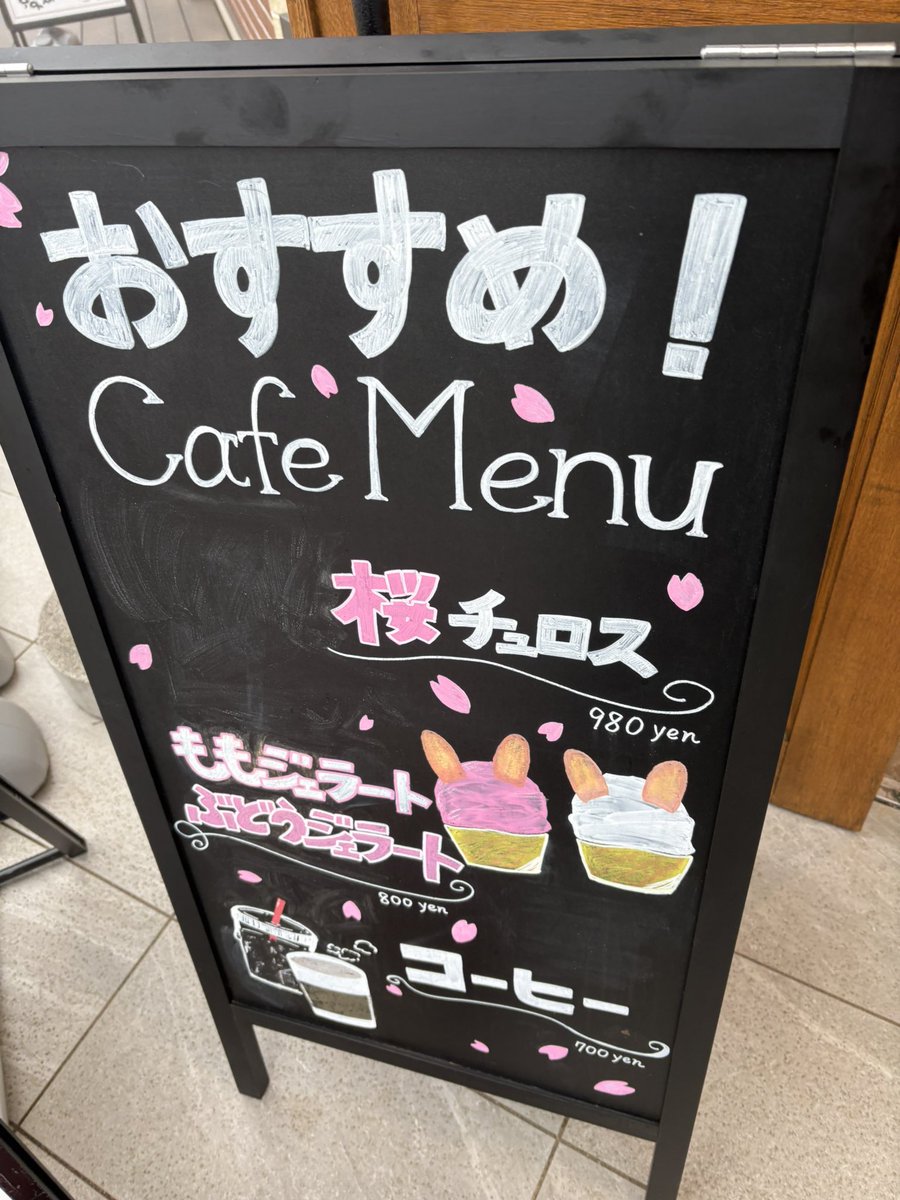 おすすめ!
Cafe Menu
桜チュロス
980 yen
ももジェラート
ぶどうジェラート
800 yen
コーヒー
700 yen